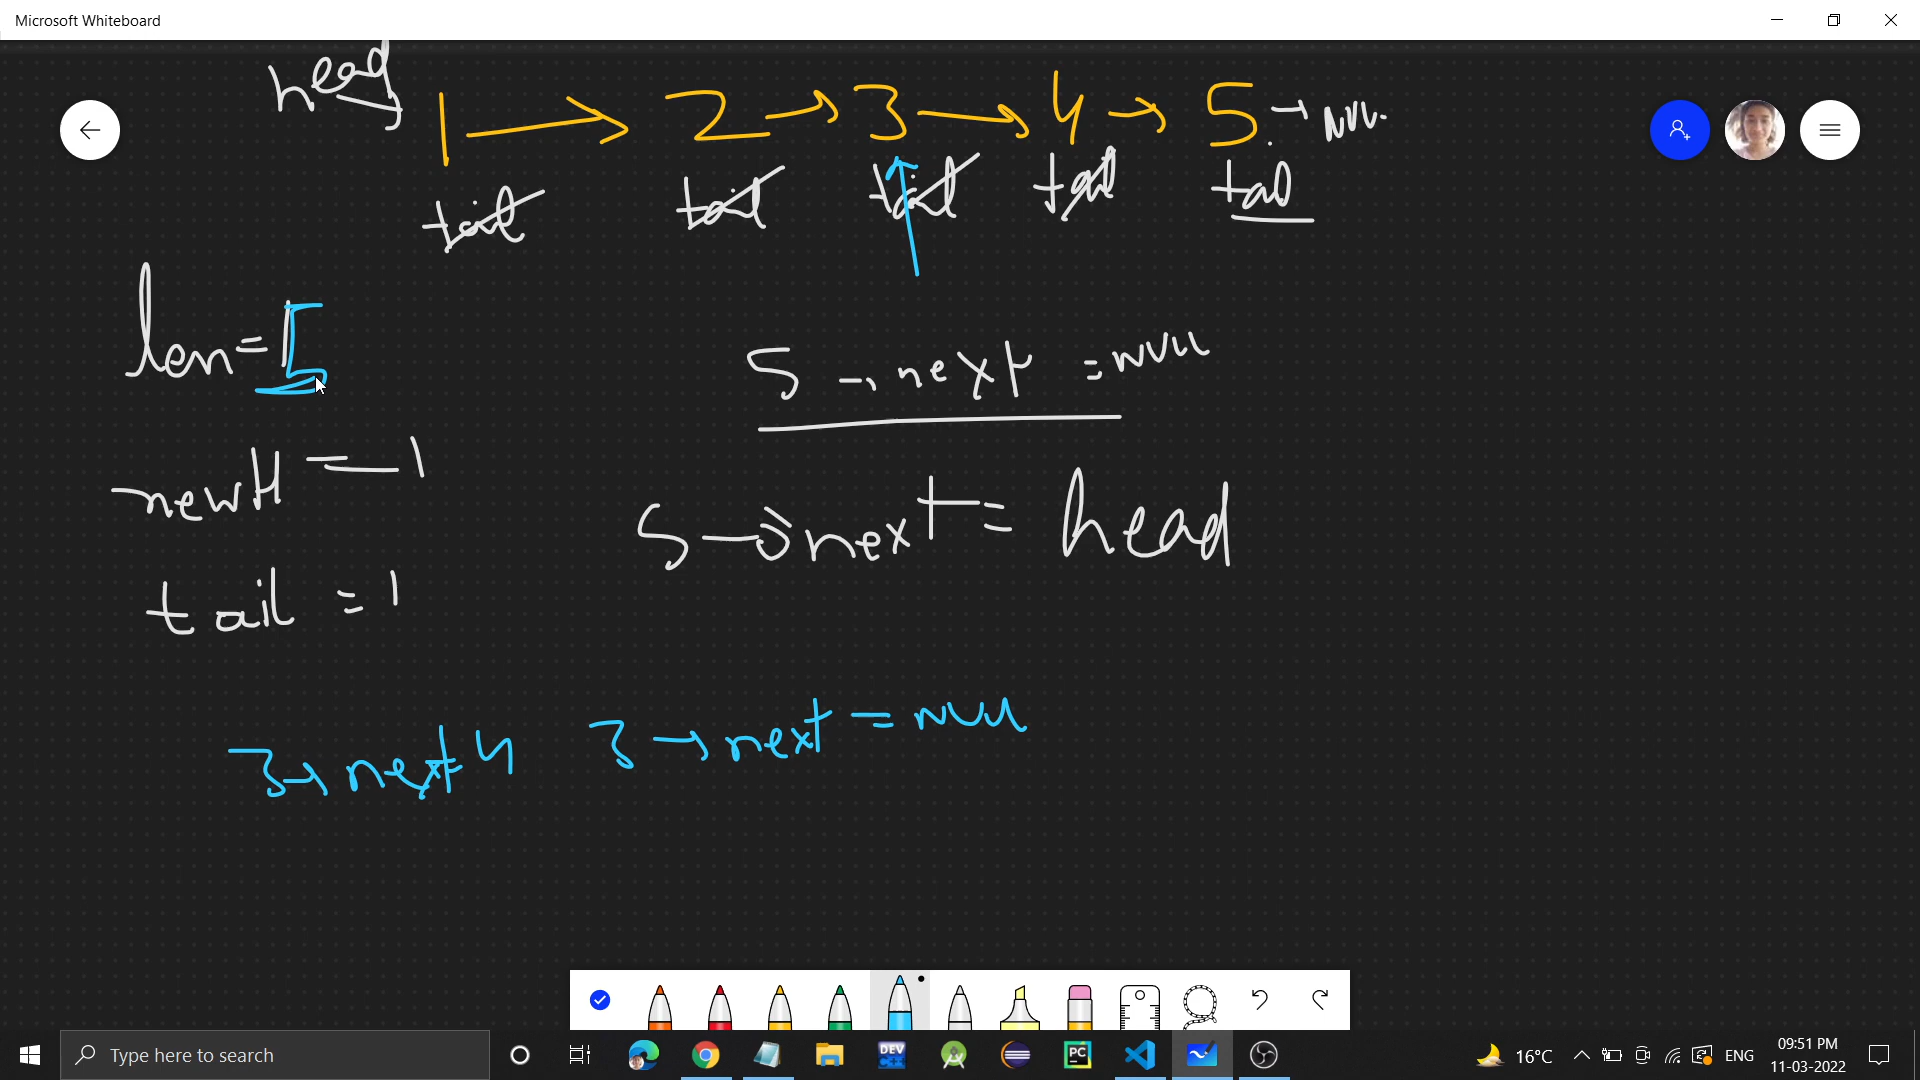 Microsoft Whiteboard
head
1 → 2 → 3 → 4 → 5 → NULL
tail tail tail tail tail
len=
5 → next = NULL
newH = 1
5 → next = head
tail = 1
3 → next 4 3 → next = NULL
Type here to search
DEV
PC
16°C
ENG
09:51 PM
11-03-2022